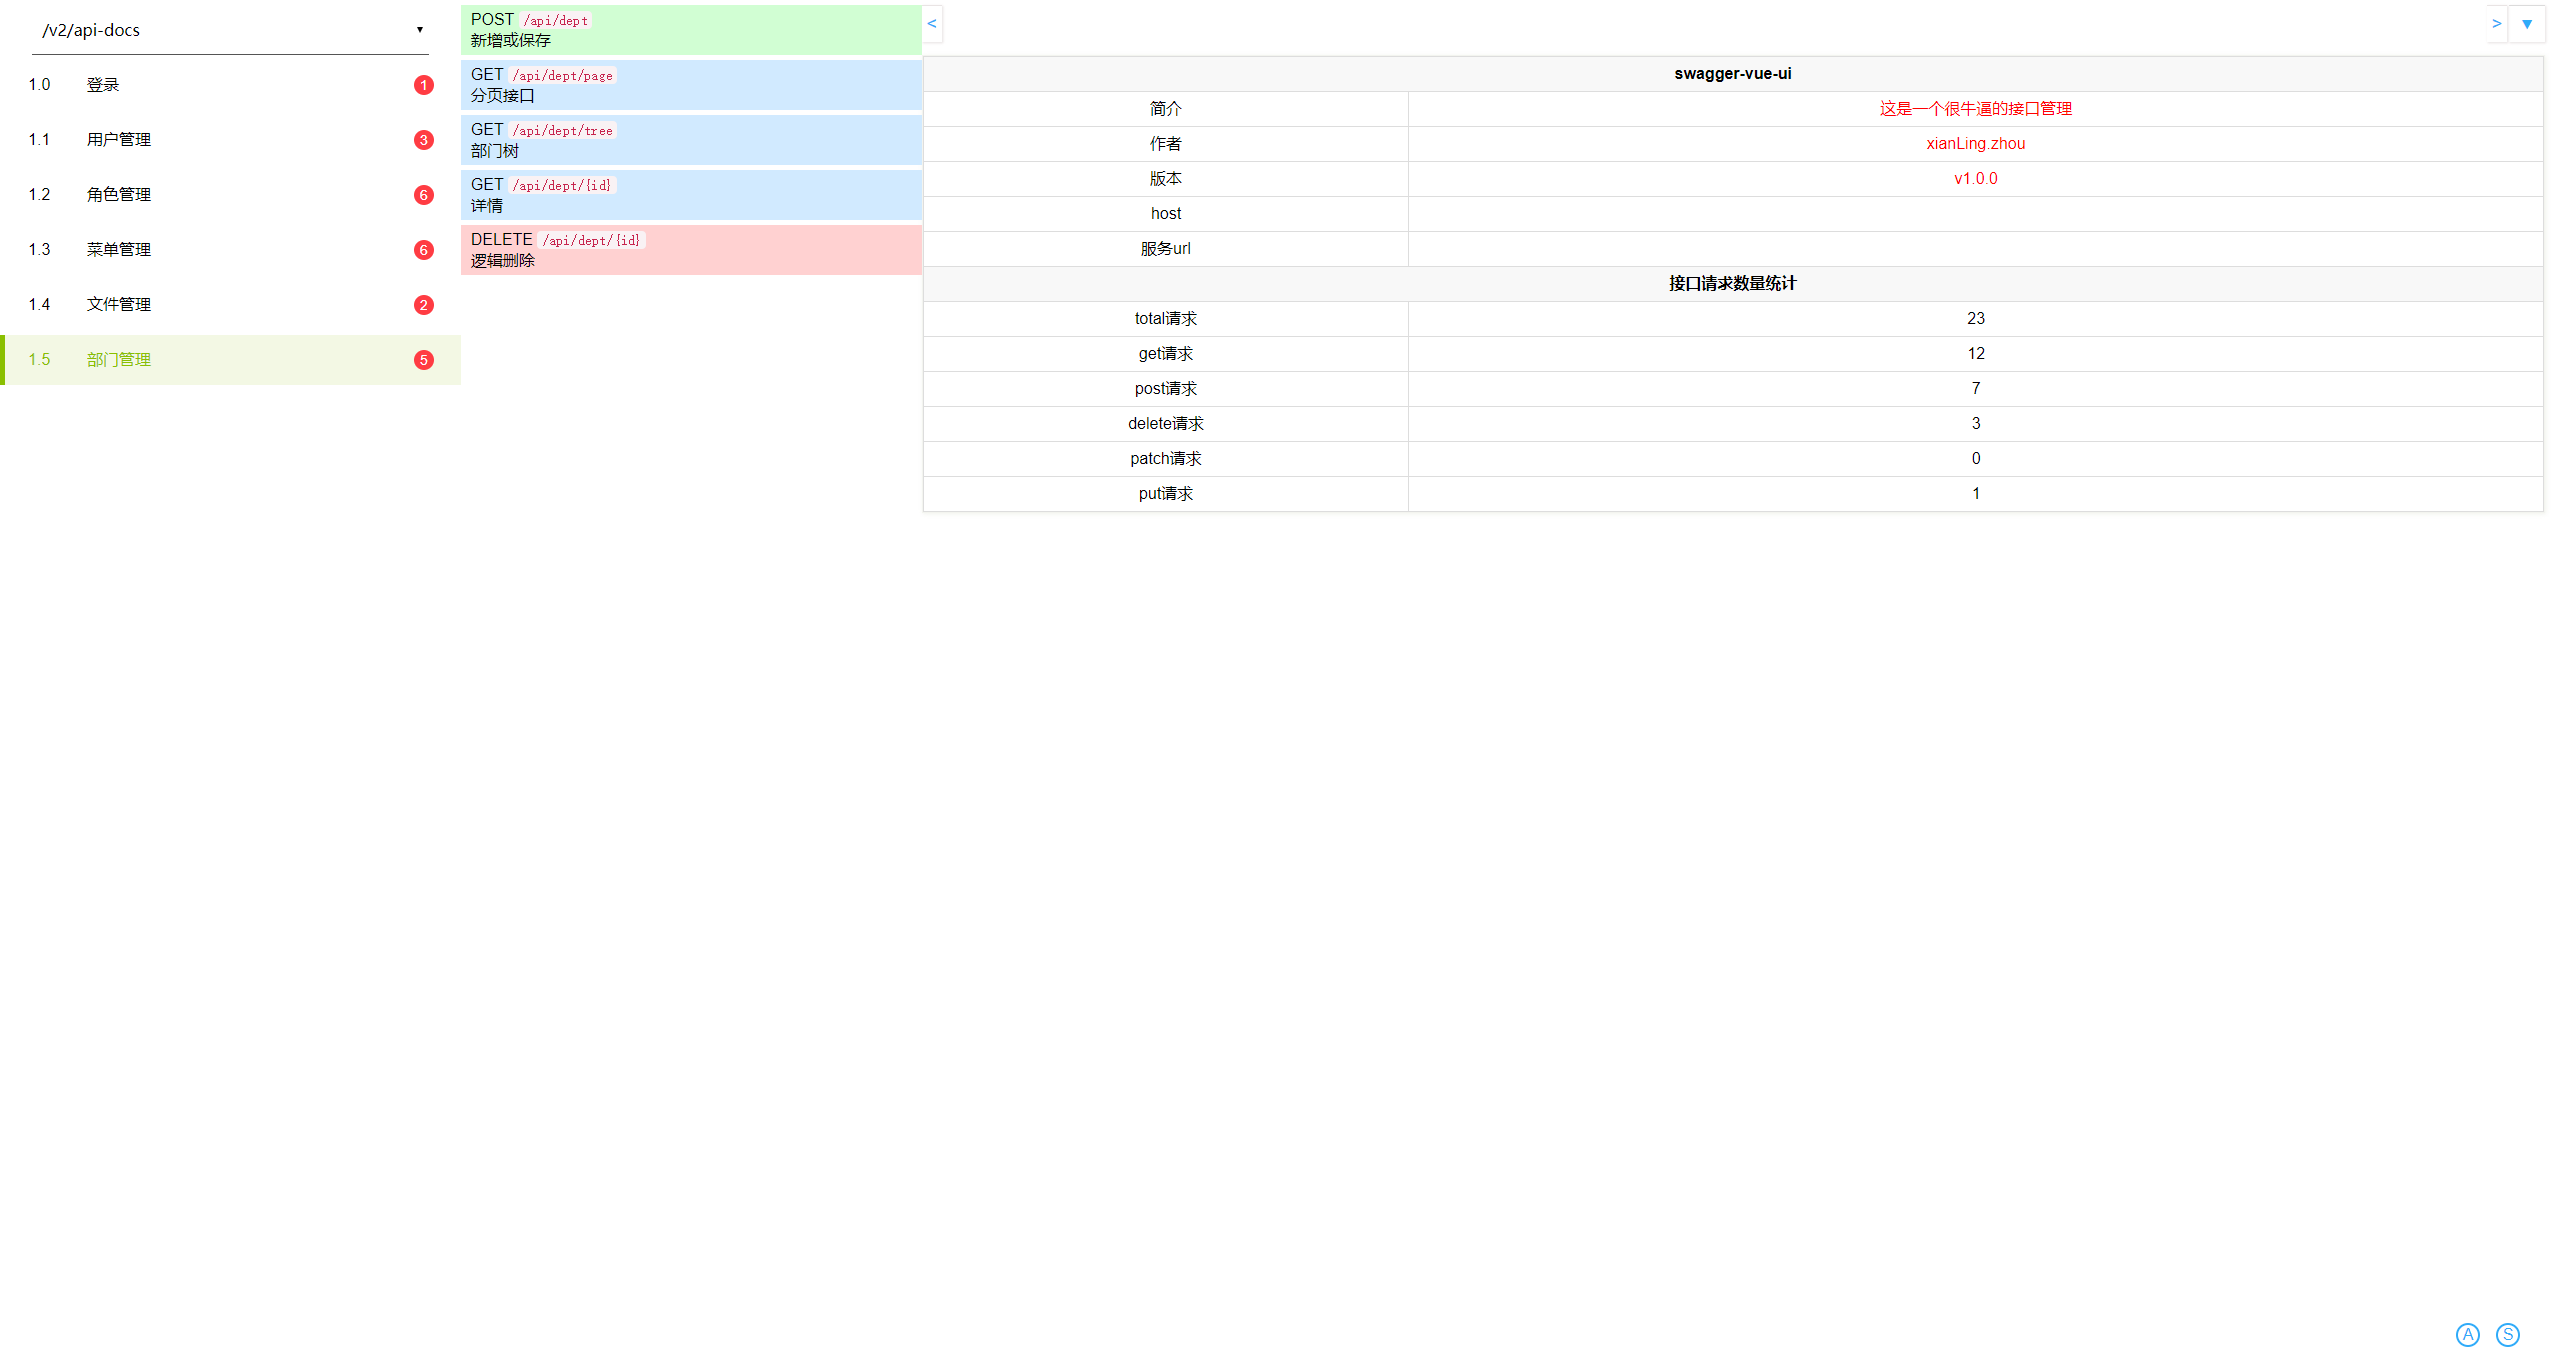 /v2/api-docs ▼
1.0 登录 1
1.1 用户管理 3
1.2 角色管理 6
1.3 菜单管理 6
1.4 文件管理 2
1.5 部门管理 5
POST /api/dept
新增或保存
GET /api/dept/page
分页接口
GET /api/dept/tree
部门树
GET /api/dept/{id}
详情
DELETE /api/dept/{id}
逻辑删除
< > ▼
swagger-vue-ui
简介 这是一个很牛逼的接口管理
作者 xianLing.zhou
版本 v1.0.0
host
服务url
接口请求数量统计
total请求 23
get请求 12
post请求 7
delete请求 3
patch请求 0
put请求 1
A S